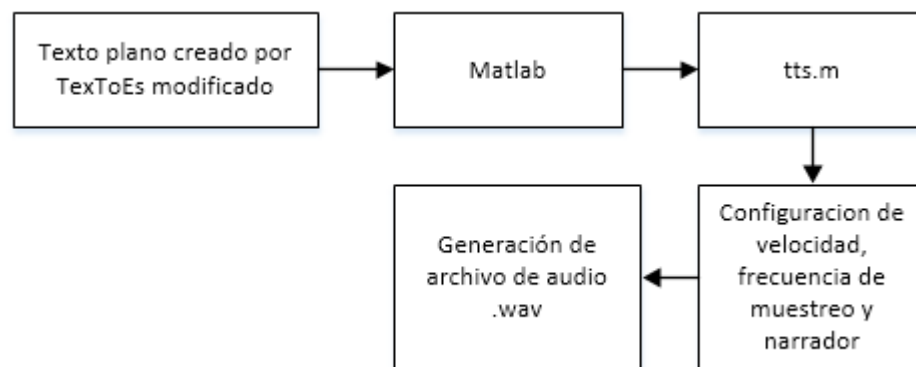 Texto plano creado por
TexToEs modificado
Matlab
tts.m
Configuracion de
velocidad,
frecuencia de
muestreo y
narrador
Generación de
archivo de audio
.wav